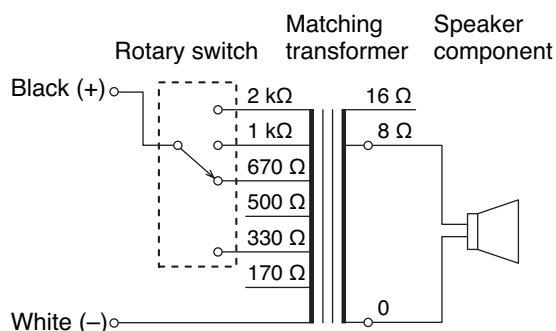 Rotary switch
Matching
transformer
Speaker
component
Black (+)
2 kΩ
1 kΩ
670 Ω
500 Ω
330 Ω
170 Ω
16 Ω
8 Ω
0
White (–)